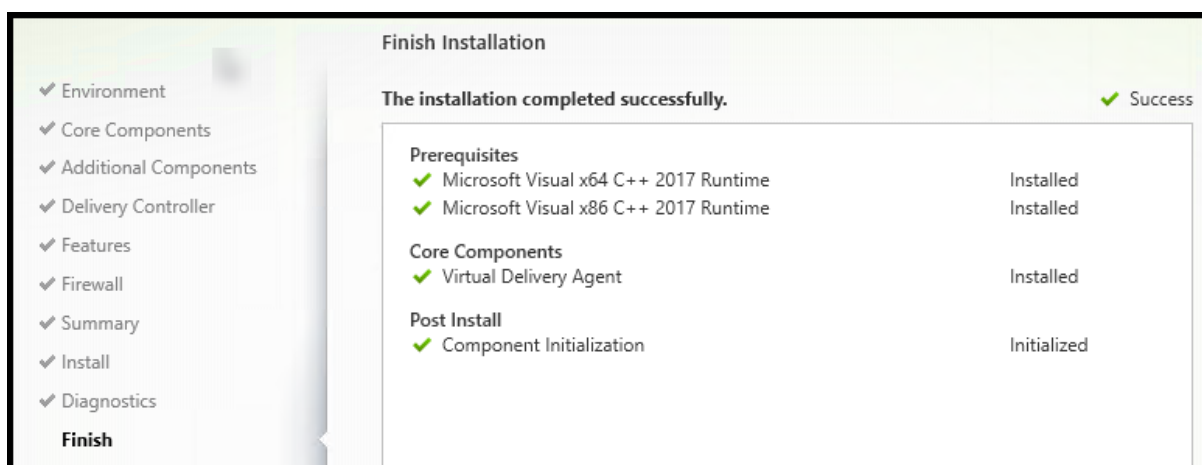 Finish Installation
Environment
Core Components
Additional Components
Delivery Controller
Features
Firewall
Summary
Install
Diagnostics
Finish
The installation completed successfully.
Success
Prerequisites
Microsoft Visual x64 C++ 2017 Runtime Installed
Microsoft Visual x86 C++ 2017 Runtime Installed
Core Components
Virtual Delivery Agent Installed
Post Install
Component Initialization Initialized